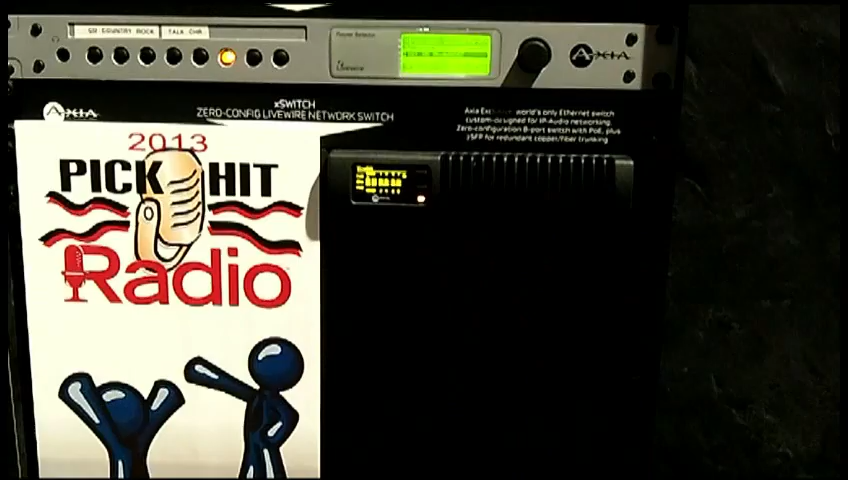 COUNTRY ROCK TALK CHR
AXIA
AXIA
xSWITCH
ZERO-CONFIG LIVEWIRE NETWORK SWITCH
world's only Ethernet switch
custom-designed for IP-Audio networking.
Zero-configuration 8-port switch with PoE, plus
for redundant copper/fiber trunking
2013
PICK HIT
Radio